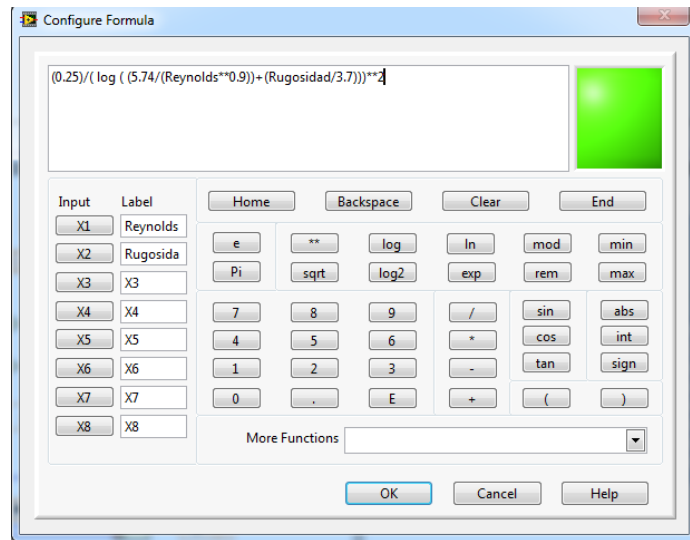 Configure Formula
(0.25)/( log ( (5.74/(Reynolds**0.9))+(Rugosidad/3.7)))**2
Input Label
Home Backspace Clear End
X1 Reynolds
X2 Rugosida
X3 X3
X4 X4
X5 X5
X6 X6
X7 X7
X8 X8
e ** log ln mod min
Pi sqrt log2 exp rem max
7 8 9 / sin abs
4 5 6 * cos int
1 2 3 - tan sign
0 . E + ( )
More Functions
OK Cancel Help